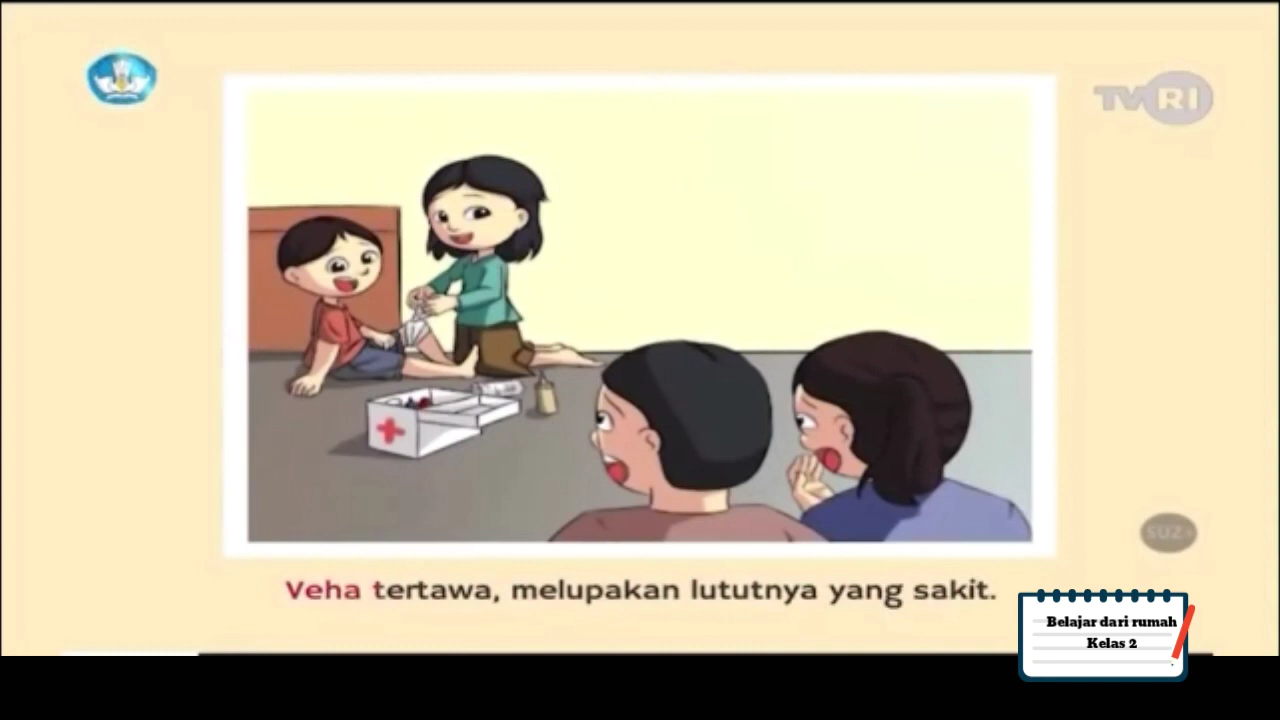 TVRI
Veha tertawa, melupakan lututnya yang sakit.
Belajar dari rumah
Kelas 2